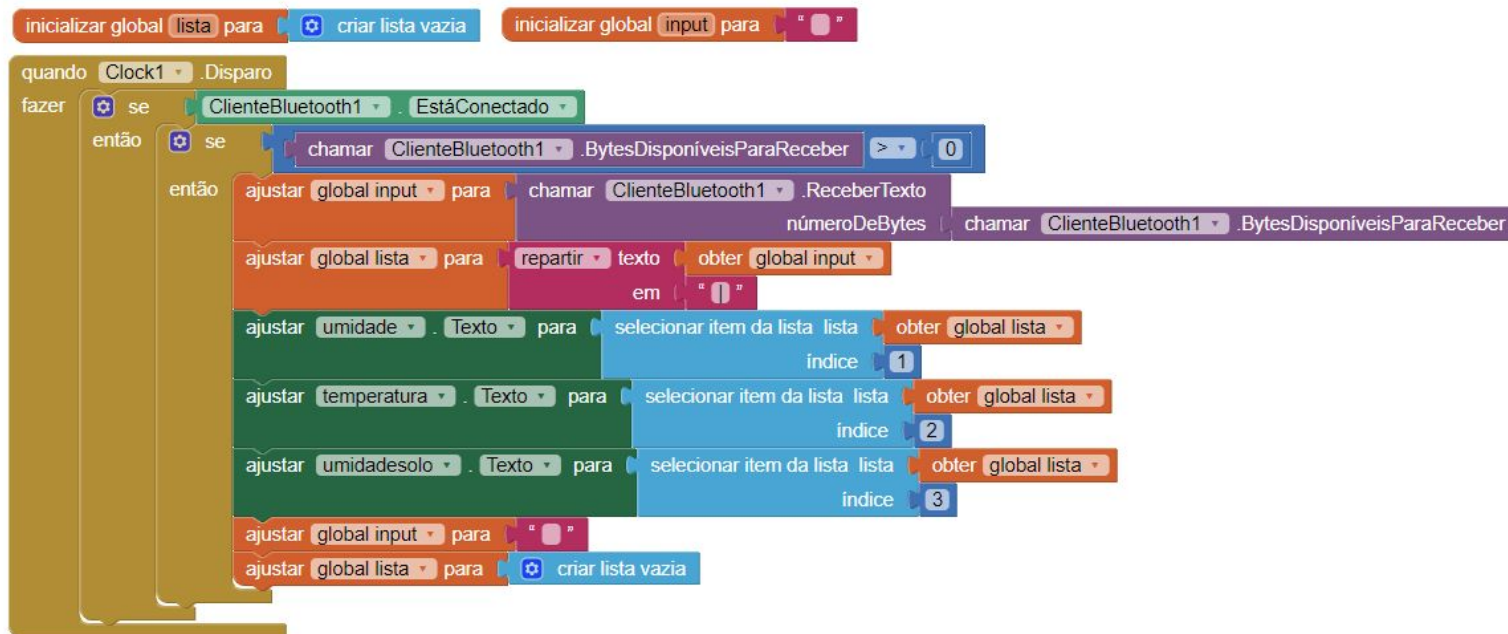 inicializar global lista para criar lista vazia inicializar global input para “ ”
quando Clock1 .Disparo
fazer se ClienteBluetooth1 . EstáConectado
então se chamar ClienteBluetooth1 .BytesDisponíveisParaReceber > 0
então ajustar global input para chamar ClienteBluetooth1 .ReceberTexto
númeroDeBytes chamar ClienteBluetooth1 .BytesDisponíveisParaReceber
ajustar global lista para repartir texto obter global input
em “ | ”
ajustar umidade . Texto para selecionar item da lista lista obter global lista
índice 1
ajustar temperatura . Texto para selecionar item da lista lista obter global lista
índice 2
ajustar umidadesolo . Texto para selecionar item da lista lista obter global lista
índice 3
ajustar global input para “ ”
ajustar global lista para criar lista vazia